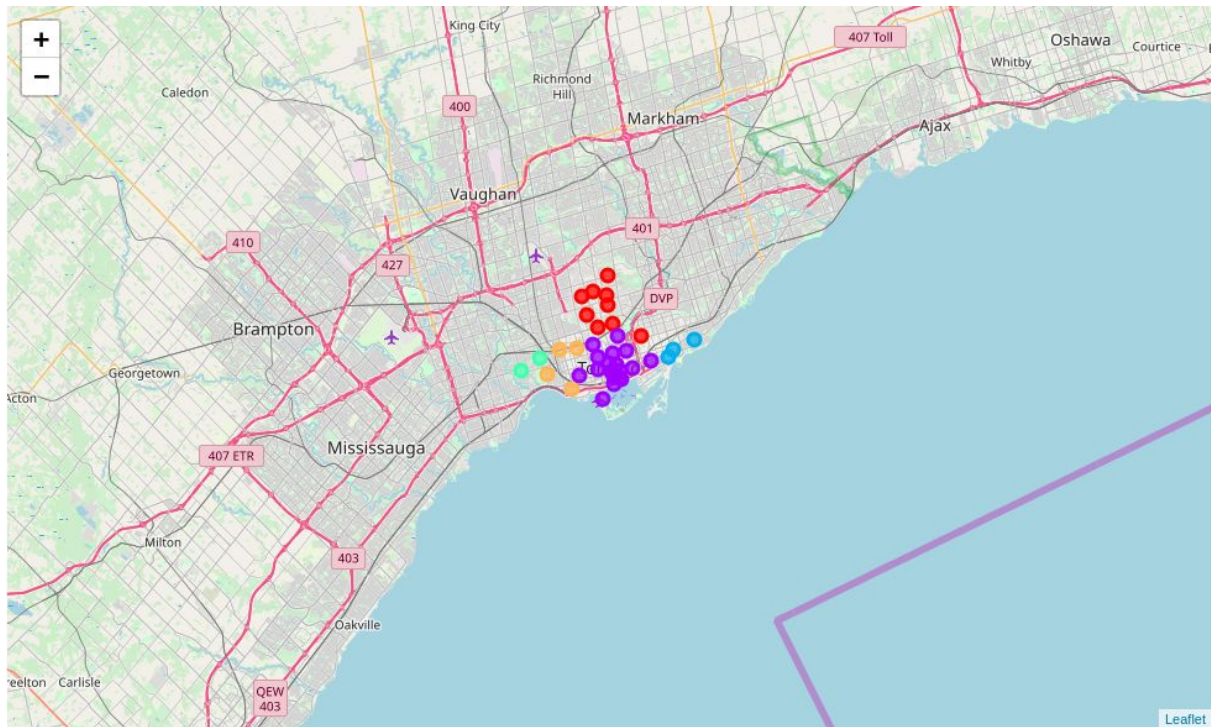 +
−
King City
407 Toll
Oshawa
Courtice
Whitby
Richmond
Hill
Caledon
400
Markham
Ajax
Vaughan
401
410
427
DVP
Brampton
Georgetown
Acton
Mississauga
407 ETR
Milton
403
Oakville
Carlisle
QEW
403
Leaflet